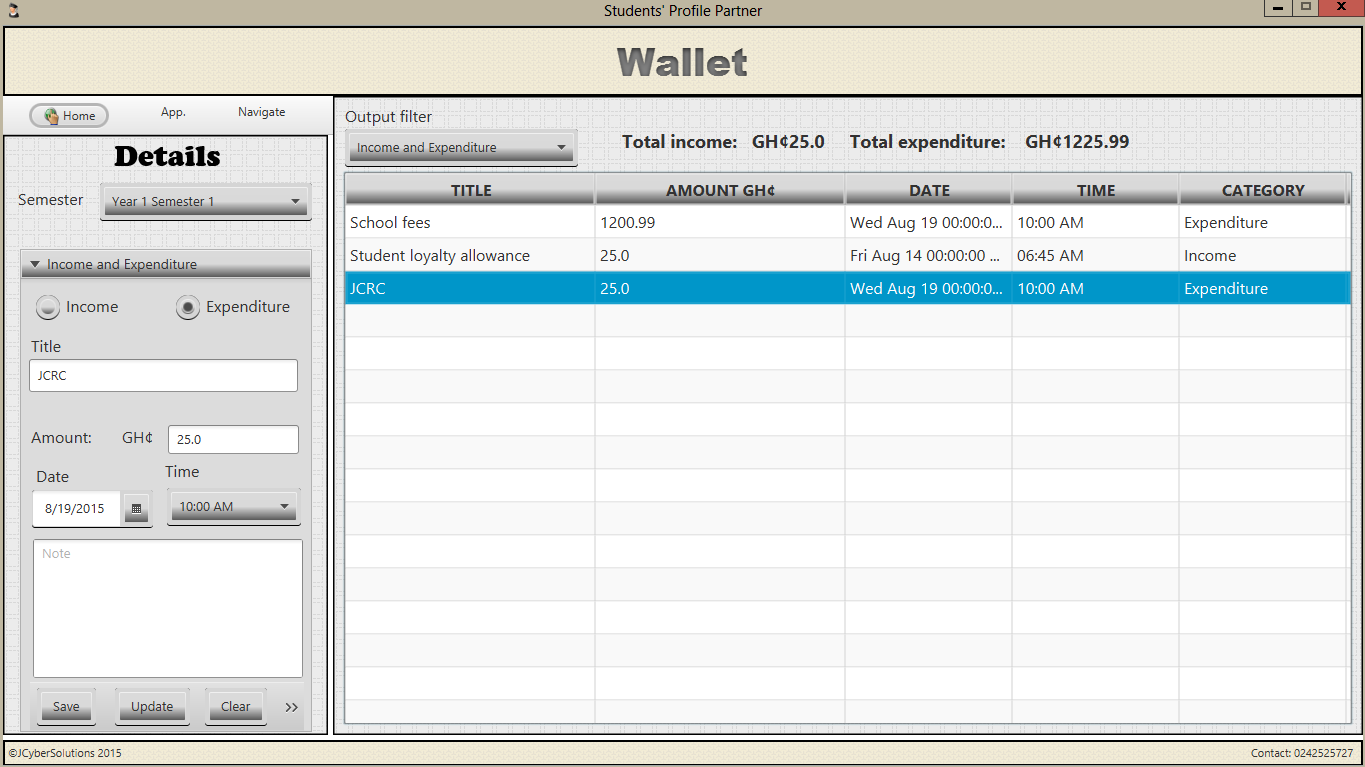 Students' Profile Partner
Wallet
Home App. Navigate
Details
Semester Year 1 Semester 1
Income and Expenditure
Income Expenditure
Title
JCRC
Amount: GH¢ 25.0
Date Time
8/19/2015 10:00 AM
Note
Save Update Clear >>
Output filter
Income and Expenditure Total income: GH¢25.0 Total expenditure: GH¢1225.99
TITLE AMOUNT GH¢ DATE TIME CATEGORY
School fees 1200.99 Wed Aug 19 00:00:0... 10:00 AM Expenditure
Student loyalty allowance 25.0 Fri Aug 14 00:00:00 ... 06:45 AM Income
JCRC 25.0 Wed Aug 19 00:00:0... 10:00 AM Expenditure
©JCyberSolutions 2015 Contact: 0242525727